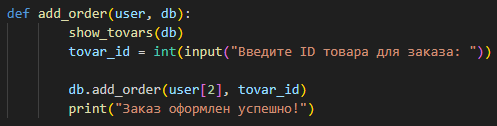 def add_order(user, db):
        show_tovars(db)
        tovar_id = int(input("Введите ID товара для заказа: "))

        db.add_order(user[2], tovar_id)
        print("Заказ оформлен успешно!")